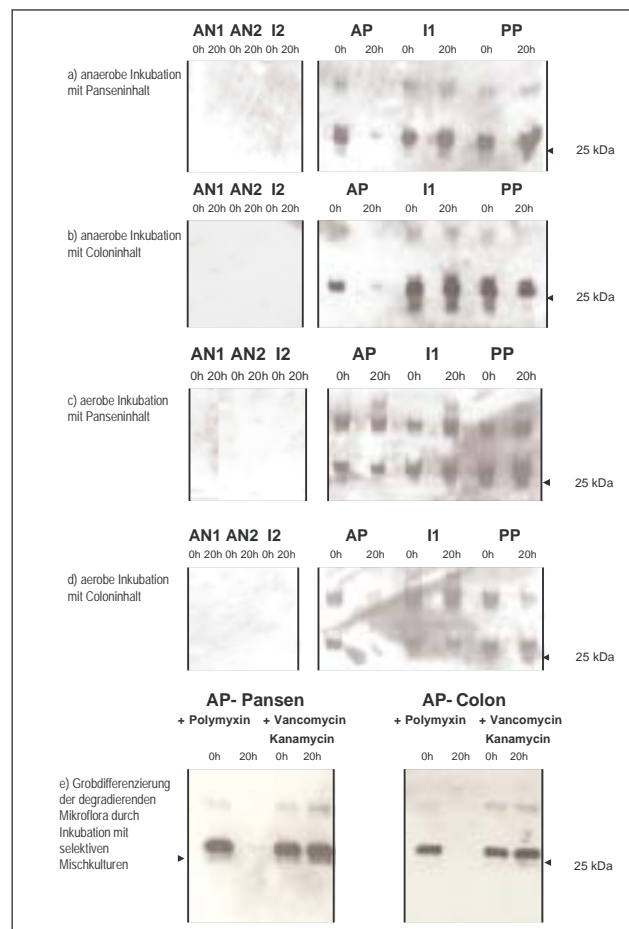 AN1 AN2 I2 AP I1 PP
0h 20h 0h 20h 0h 20h 0h 20h 0h 20h 0h 20h
a) anaerobe Inkubation
mit Panseninhalt
25 kDa
AN1 AN2 I2 AP I1 PP
0h 20h 0h 20h 0h 20h 0h 20h 0h 20h 0h 20h
b) anaerobe Inkubation
mit Coloninhalt
25 kDa
AN1 AN2 I2 AP I1 PP
0h 20h 0h 20h 0h 20h 0h 20h 0h 20h 0h 20h
c) aerobe Inkubation
mit Panseninhalt
25 kDa
AN1 AN2 I2 AP I1 PP
0h 20h 0h 20h 0h 20h 0h 20h 0h 20h 0h 20h
d) aerobe Inkubation
mit Coloninhalt
25 kDa
AP- Pansen AP- Colon
+ Polymyxin + Vancomycin + Polymyxin + Vancomycin
Kanamycin Kanamycin
0h 20h 0h 20h 0h 20h 0h 20h
e) Grobdifferenzierung
der degradierenden
Mikroflora durch
Inkubation mit
selektiven
Mischkulturen
25 kDa